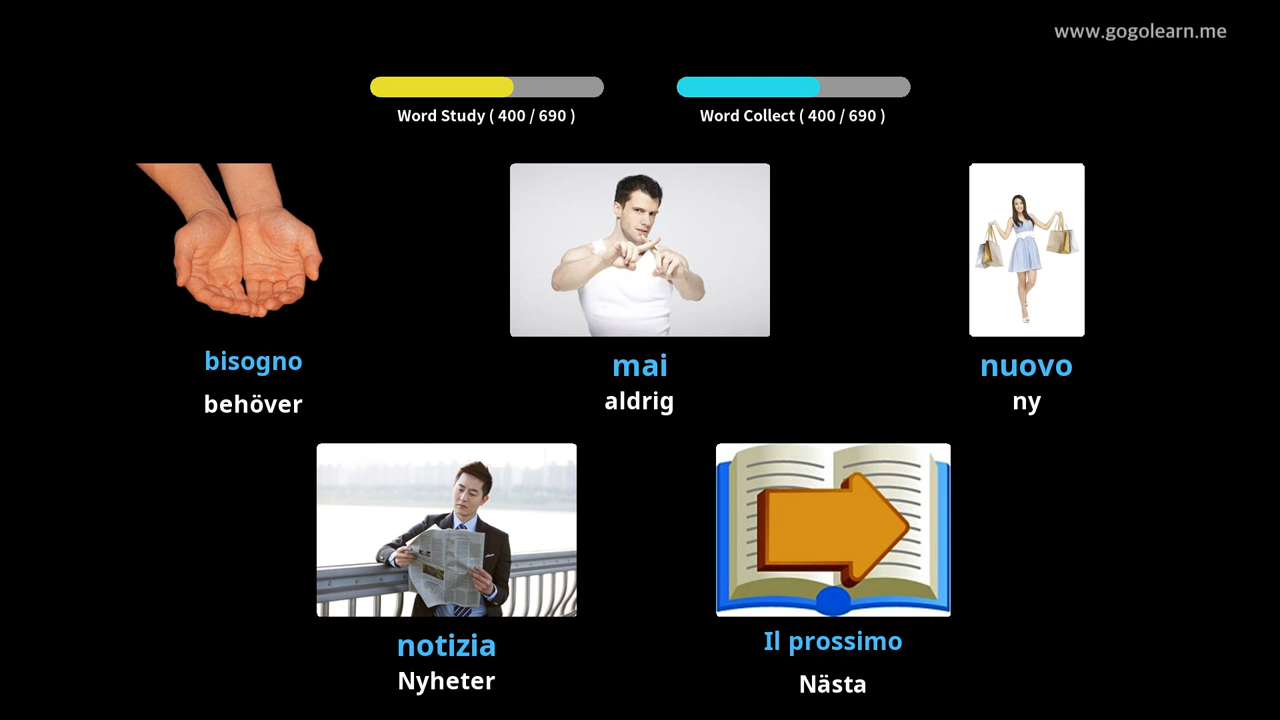 www.gogolearn.me
Word Study ( 400 / 690 )
Word Collect ( 400 / 690 )
bisogno
behöver
mai
aldrig
nuovo
ny
notizia
Nyheter
Il prossimo
Nästa